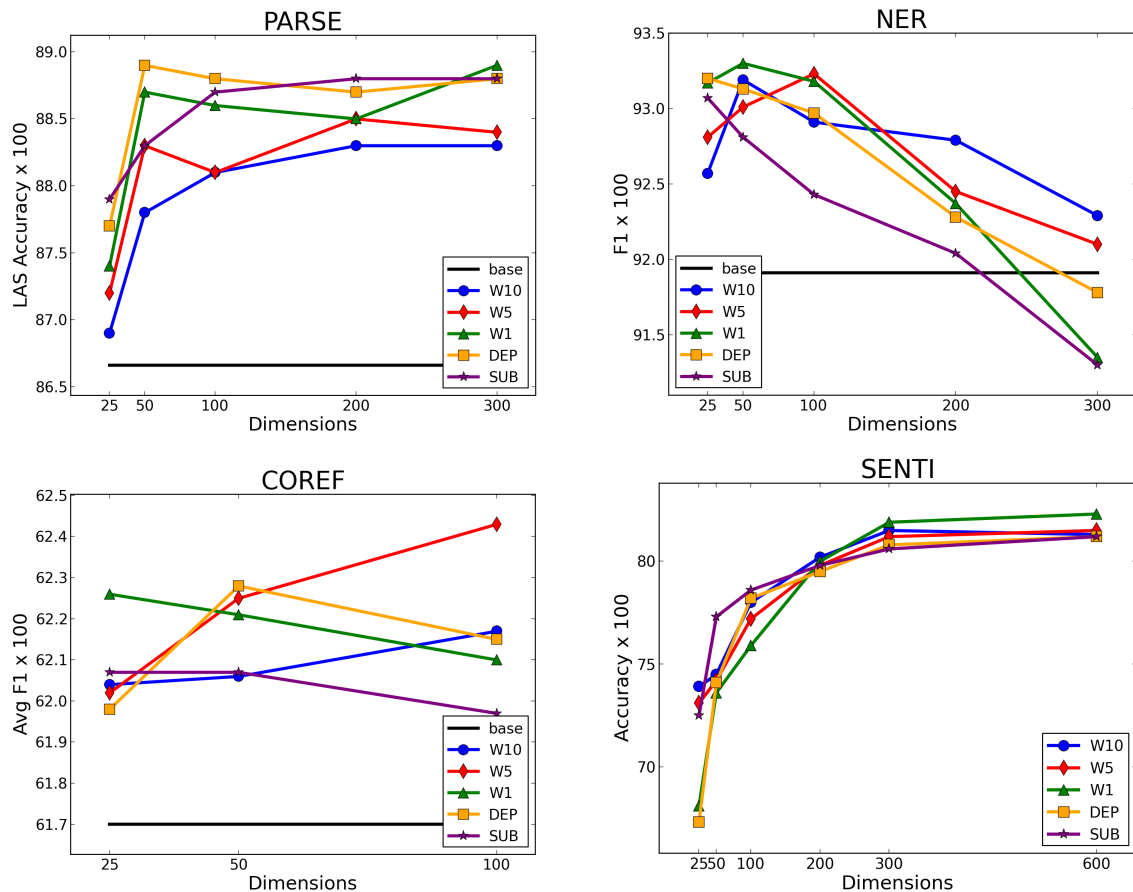 PARSE
89.0
88.5
88.0
87.5
87.0
86.5
LAS Accuracy x 100
25 50 100 200 300
Dimensions
base
W10
W5
W1
DEP
SUB
NER
93.5
93.0
92.5
92.0
91.5
F1 x 100
25 50 100 200 300
Dimensions
base
W10
W5
W1
DEP
SUB
COREF
62.5
62.3
62.2
62.1
62.0
61.9
61.8
61.7
Avg F1 x 100
25 50 100
Dimensions
base
W10
W5
W1
DEP
SUB
SENTI
80
75
70
Accuracy x 100
25 50 100 200 300 600
Dimensions
W10
W5
W1
DEP
SUB